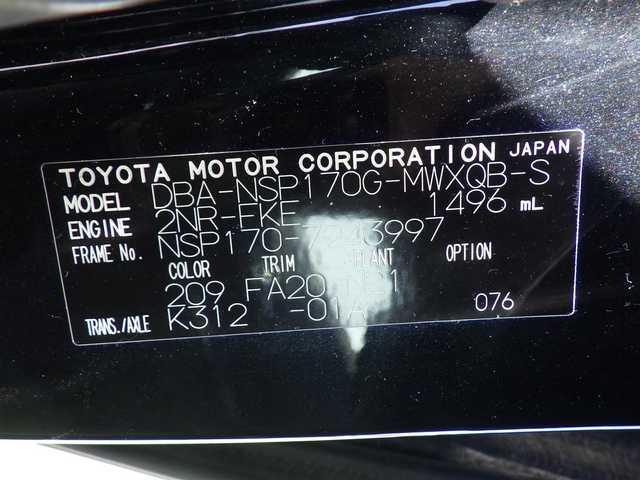 TOYOTA MOTOR CORPORATION JAPAN
MODEL DBA-NSP170G-MWXQB-S
ENGINE 2NR-FKE 1496 mL
FRAME No.
COLOR TRIM PLANT OPTION
209 FA20
TRANS./AXLE K312 -01A 076